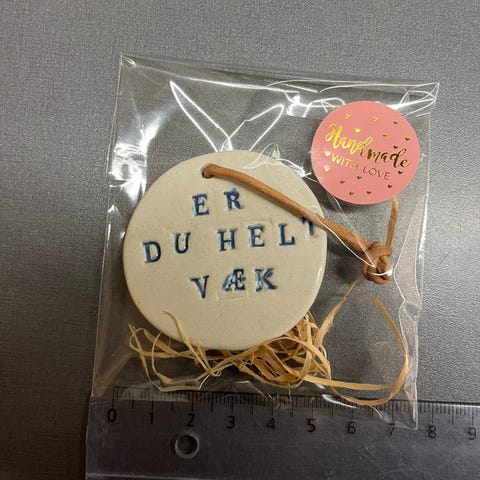 ER
DU HELT
VÆK
Handmade
WITH LOVE
0 1 2 3 4 5 6 7 8 9